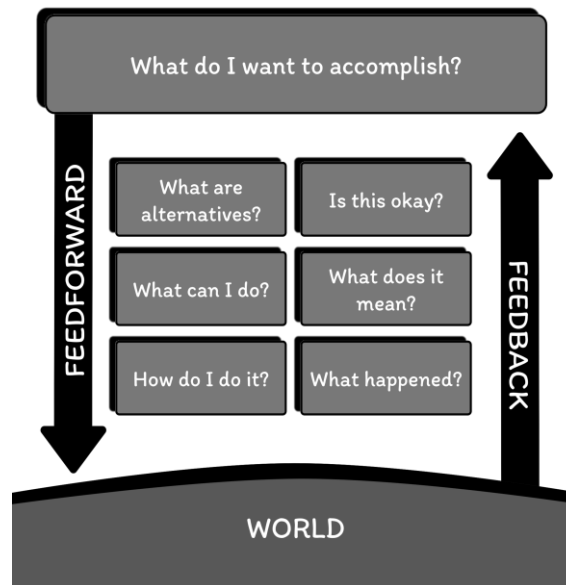 What do I want to accomplish?
FEEDFORWARD
What are
alternatives?
Is this okay?
What can I do?
What does it
mean?
How do I do it?
What happened?
FEEDBACK
WORLD